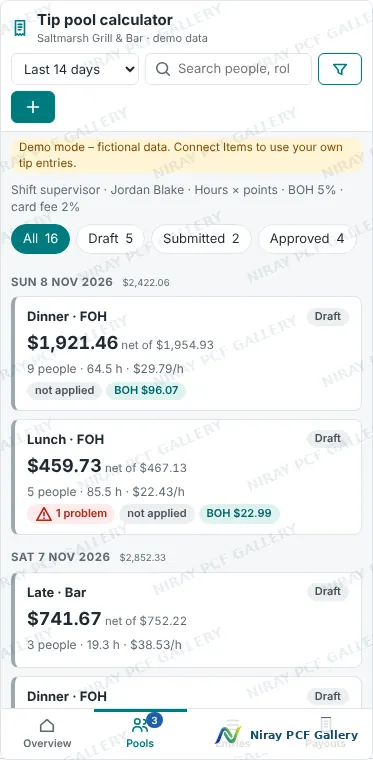 Tip pool calculator
Saltmarsh Grill & Bar · demo data
Last 14 days
Search people, rol
Demo mode – fictional data. Connect Items to use your own
tip entries.
Shift supervisor · Jordan Blake · Hours × points · BOH 5% ·
card fee 2%
All 16
Draft 5
Submitted 2
Approved 4
SUN 8 NOV 2026 $2,422.06
Dinner · FOH Draft
$1,921.46 net of $1,954.93
9 people · 64.5 h · $29.79/h
not applied BOH $96.07
Lunch · FOH Draft
$459.73 net of $467.13
5 people · 85.5 h · $22.43/h
1 problem not applied BOH $22.99
SAT 7 NOV 2026 $2,852.33
Late · Bar Draft
$741.67 net of $752.22
3 people · 19.3 h · $38.53/h
Dinner · FOH Draft
3
Niray PCF Gallery
Overview Pools Entries Payouts
NIRAY PCF GALLERY